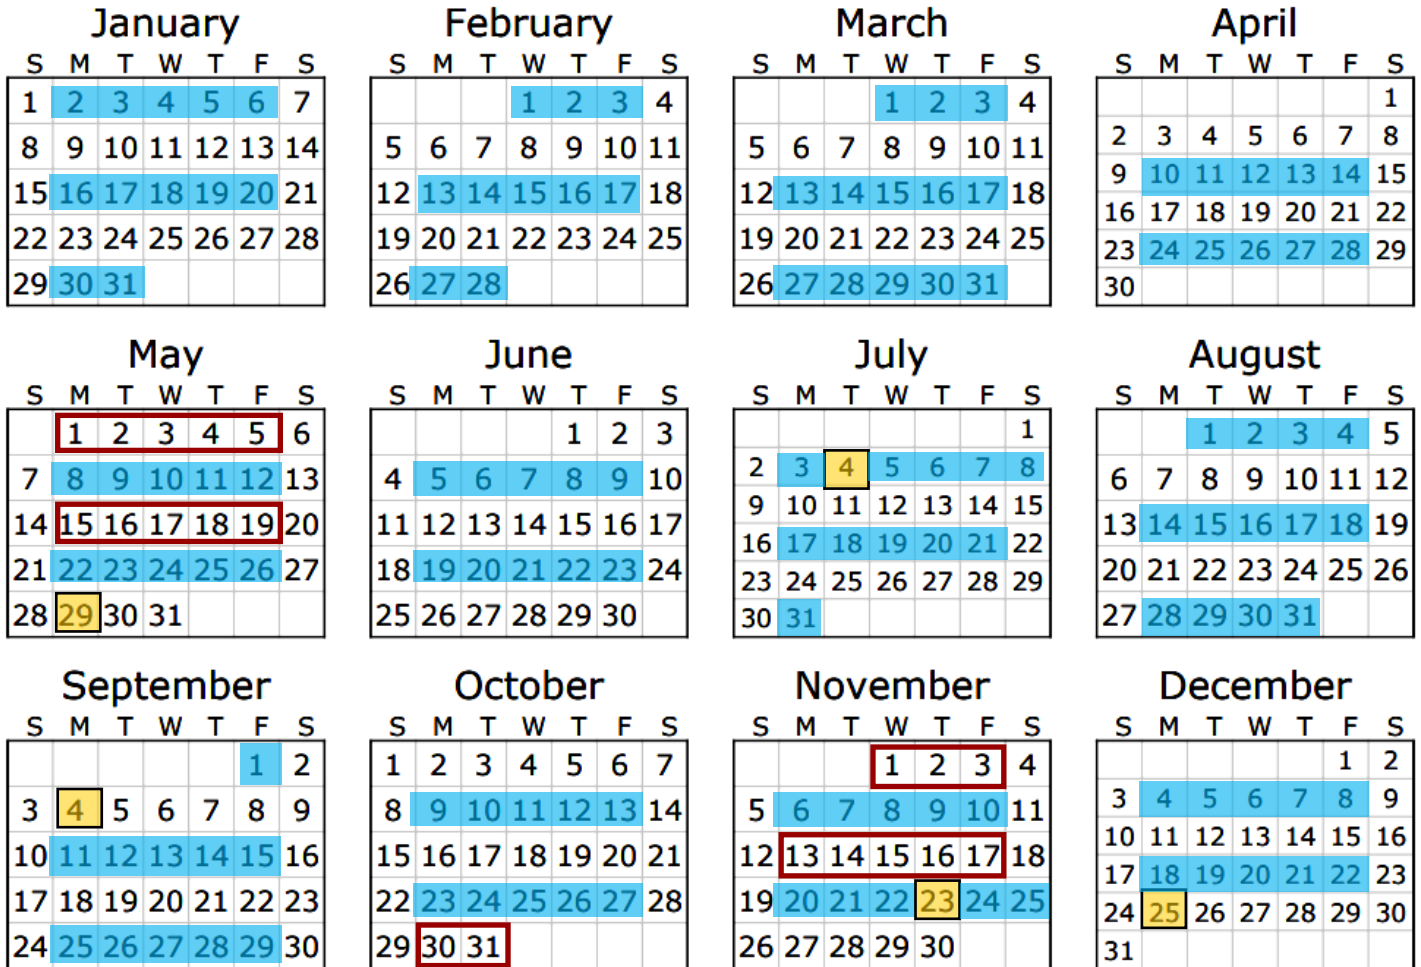 January February March April
S M T W T F S S M T W T F S S M T W T F S S M T W T F S
1 2 3 4 5 6 7 1 2 3 4 1 2 3 4 1
8 9 10 11 12 13 14 5 6 7 8 9 10 11 5 6 7 8 9 10 11 2 3 4 5 6 7 8
15 16 17 18 19 20 21 12 13 14 15 16 17 18 12 13 14 15 16 17 18 9 10 11 12 13 14 15
22 23 24 25 26 27 28 19 20 21 22 23 24 25 19 20 21 22 23 24 25 16 17 18 19 20 21 22
29 30 31 26 27 28 26 27 28 29 30 31 23 24 25 26 27 28 29
30
May June July August
S M T W T F S S M T W T F S S M T W T F S S M T W T F S
1 2 3 4 5 6 1 2 3 1 1 2 3 4 5
7 8 9 10 11 12 13 4 5 6 7 8 9 10 2 3 4 5 6 7 8 6 7 8 9 10 11 12
14 15 16 17 18 19 20 11 12 13 14 15 16 17 9 10 11 12 13 14 15 13 14 15 16 17 18 19
21 22 23 24 25 26 27 18 19 20 21 22 23 24 16 17 18 19 20 21 22 20 21 22 23 24 25 26
28 29 30 31 25 26 27 28 29 30 23 24 25 26 27 28 29 27 28 29 30 31
30 31
September October November December
S M T W T F S S M T W T F S S M T W T F S S M T W T F S
1 2 1 2 3 4 5 6 7 1 2 3 4 1 2
3 4 5 6 7 8 9 8 9 10 11 12 13 14 5 6 7 8 9 10 11 3 4 5 6 7 8 9
10 11 12 13 14 15 16 15 16 17 18 19 20 21 12 13 14 15 16 17 18 10 11 12 13 14 15 16
17 18 19 20 21 22 23 22 23 24 25 26 27 28 19 20 21 22 23 24 25 17 18 19 20 21 22 23
24 25 26 27 28 29 30 29 30 31 26 27 28 29 30 24 25 26 27 28 29 30
31